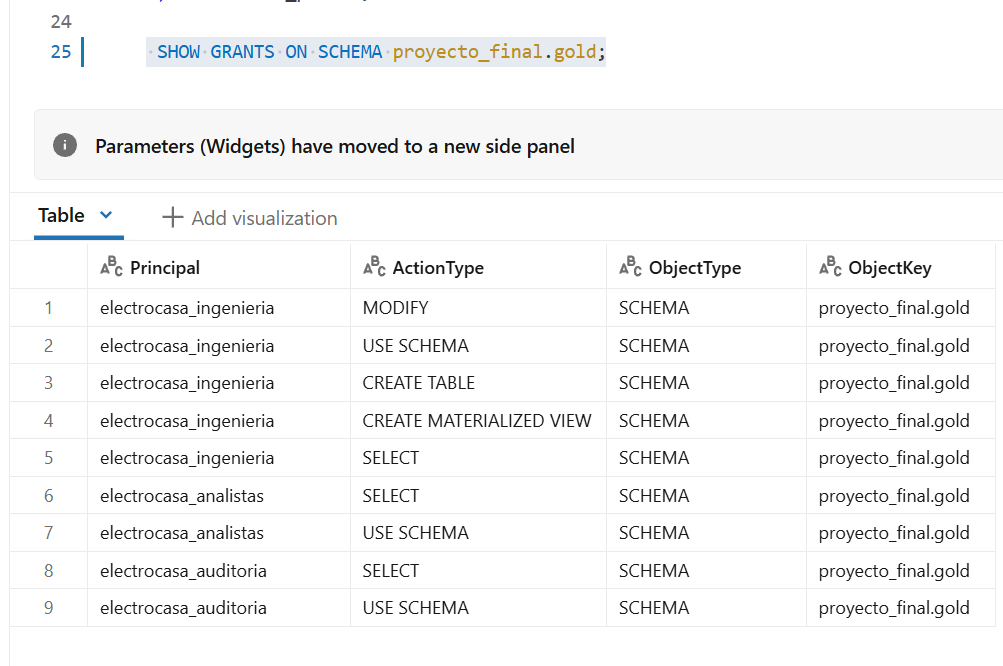 24
25 SHOW GRANTS ON SCHEMA proyecto_final.gold;
Parameters (Widgets) have moved to a new side panel
Table Add visualization
Principal ActionType ObjectType ObjectKey
1 electrocasa_ingenieria MODIFY SCHEMA proyecto_final.gold
2 electrocasa_ingenieria USE SCHEMA SCHEMA proyecto_final.gold
3 electrocasa_ingenieria CREATE TABLE SCHEMA proyecto_final.gold
4 electrocasa_ingenieria CREATE MATERIALIZED VIEW SCHEMA proyecto_final.gold
5 electrocasa_ingenieria SELECT SCHEMA proyecto_final.gold
6 electrocasa_analistas SELECT SCHEMA proyecto_final.gold
7 electrocasa_analistas USE SCHEMA SCHEMA proyecto_final.gold
8 electrocasa_auditoria SELECT SCHEMA proyecto_final.gold
9 electrocasa_auditoria USE SCHEMA SCHEMA proyecto_final.gold